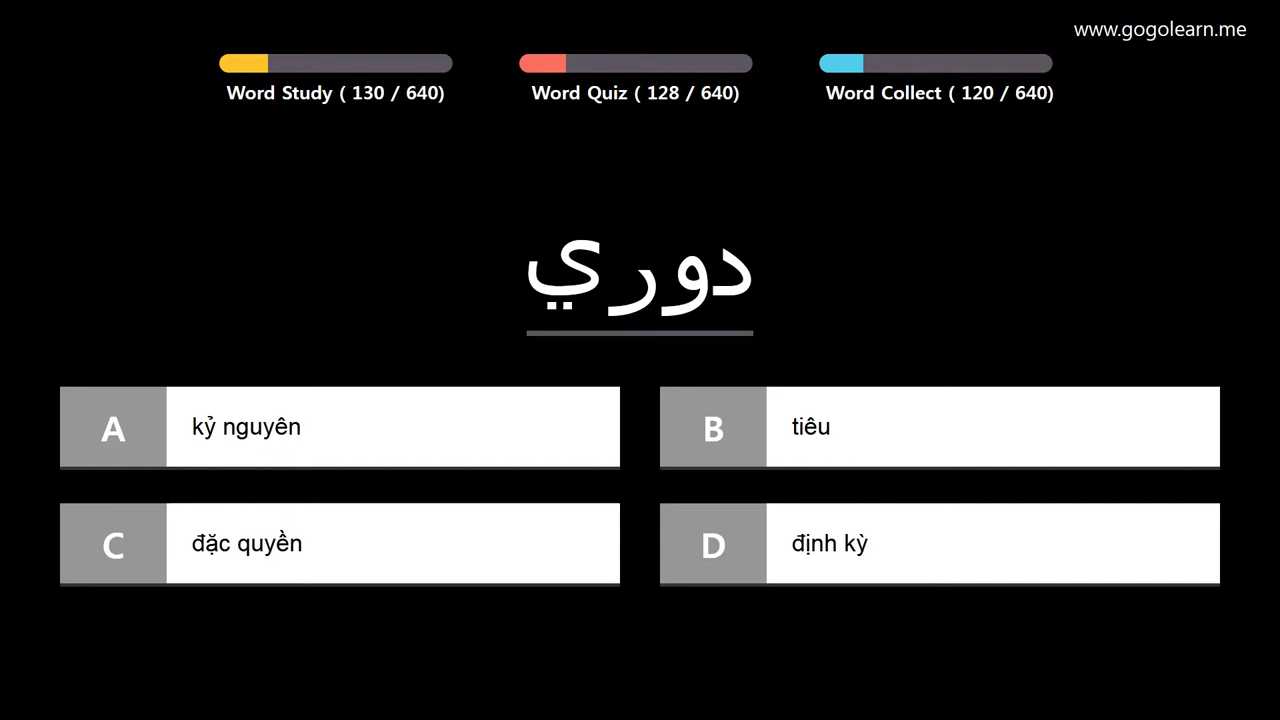 www.gogolearn.me
Word Study ( 130 / 640)
Word Quiz ( 128 / 640)
Word Collect ( 120 / 640)
دوري
A
kỷ nguyên
B
tiêu
C
đặc quyền
D
định kỳ